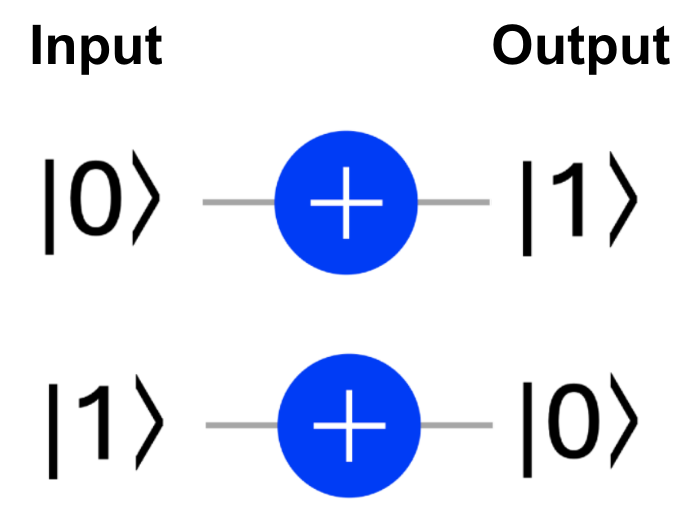 Input Output
|0⟩ + |1⟩
|1⟩ + |0⟩